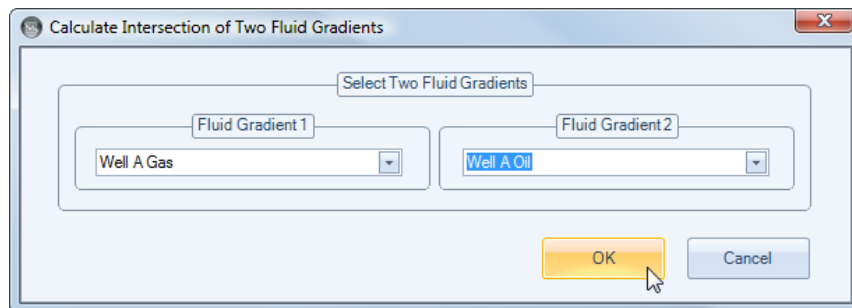 Calculate Intersection of Two Fluid Gradients
Select Two Fluid Gradients
Fluid Gradient 1
Fluid Gradient 2
Well A Gas
Well A Oil
OK
Cancel